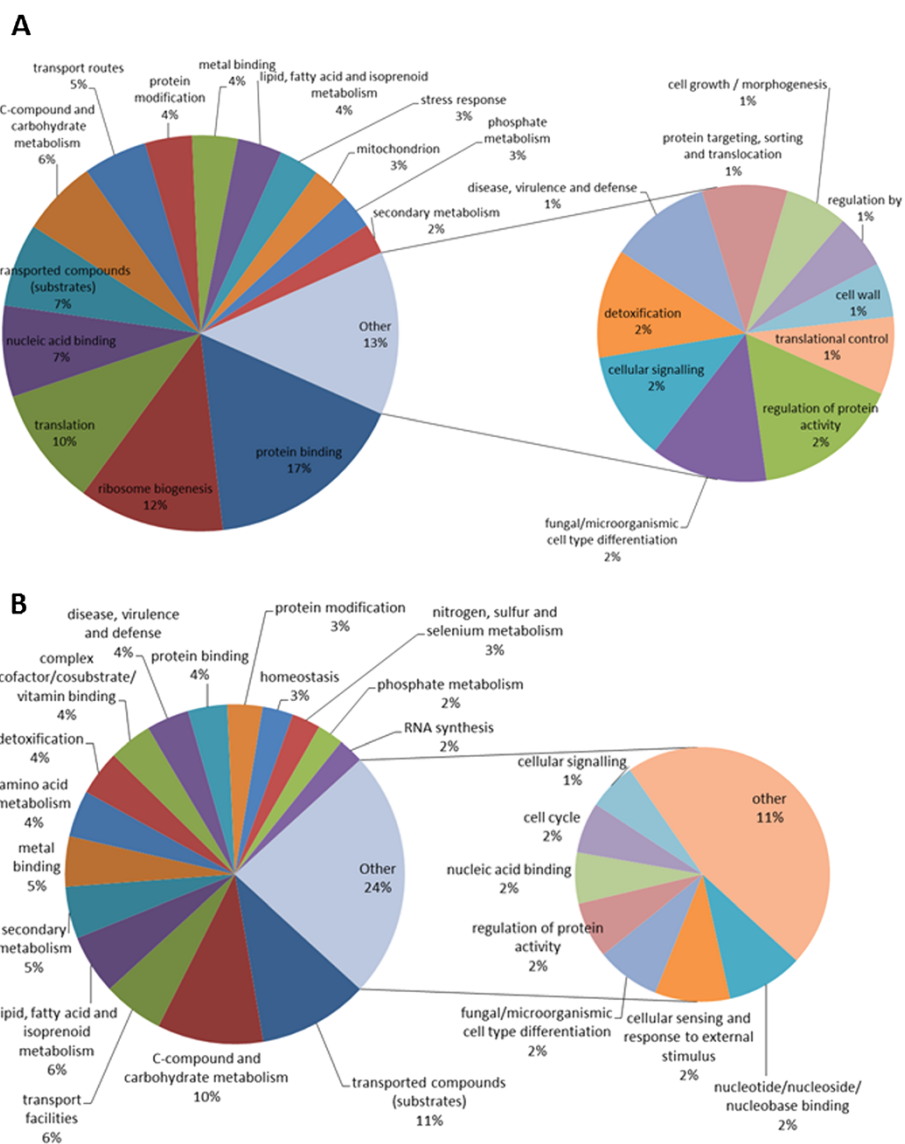 A
transport routes
5%
protein
modification
4%
metal binding
4%
lipid, fatty acid and isoprenoid
metabolism
4%
stress response
3%
phosphate
metabolism
3%
mitochondrion
3%
secondary metabolism
2%
C-compound and
carbohydrate
metabolism
6%
ransported compounds
(substrates)
7%
nucleic acid binding
7%
translation
10%
ribosome biogenesis
12%
protein binding
17%
Other
13%
cell growth / morphogenesis
1%
protein targeting, sorting
and translocation
1%
disease, virulence and defense
1%
regulation by
1%
cell wall
1%
translational control
1%
regulation of protein
activity
2%
detoxification
2%
cellular signalling
2%
fungal/microorganismic
cell type differentiation
2%
B
disease, virulence
and defense
4%
protein binding
4%
protein modification
3%
homeostasis
3%
nitrogen, sulfur and
selenium metabolism
3%
phosphate metabolism
2%
RNA synthesis
2%
complex
cofactor/cosubstrate/
vitamin binding
4%
detoxification
4%
amino acid
metabolism
4%
metal
binding
5%
secondary
metabolism
5%
lipid, fatty acid and
isoprenoid
metabolism
6%
transport
facilities
6%
C-compound and
carbohydrate metabolism
10%
transported compounds
(substrates)
11%
Other
24%
cellular signalling
1%
cell cycle
2%
nucleic acid binding
2%
regulation of protein
activity
2%
fungal/microorganismic
cell type differentiation
2%
cellular sensing and
response to external
stimulus
2%
nucleotide/nucleoside/
nucleobase binding
2%
other
11%